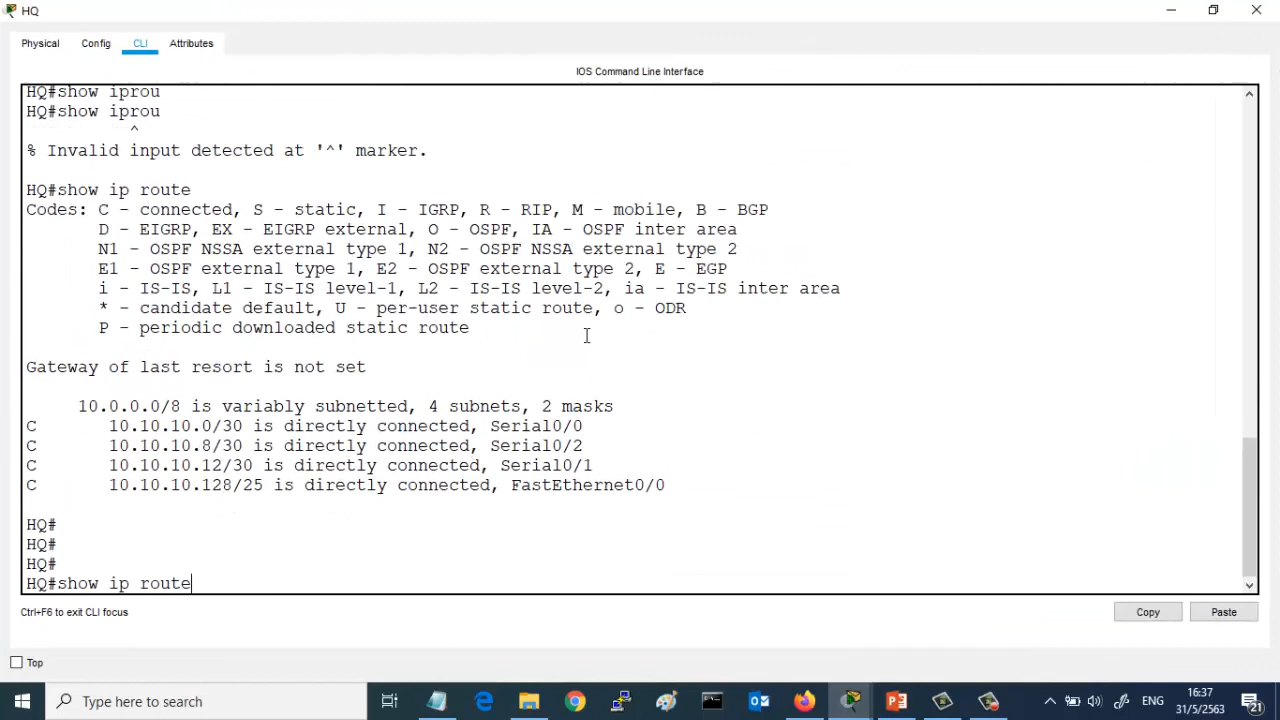 HQ
Physical Config CLI Attributes
IOS Command Line Interface
HQ#show iprou
HQ#show iprou
^
% Invalid input detected at '^' marker.
HQ#show ip route
Codes: C - connected, S - static, I - IGRP, R - RIP, M - mobile, B - BGP
D - EIGRP, EX - EIGRP external, O - OSPF, IA - OSPF inter area
N1 - OSPF NSSA external type 1, N2 - OSPF NSSA external type 2
E1 - OSPF external type 1, E2 - OSPF external type 2, E - EGP
i - IS-IS, L1 - IS-IS level-1, L2 - IS-IS level-2, ia - IS-IS inter area
* - candidate default, U - per-user static route, o - ODR
P - periodic downloaded static route
Gateway of last resort is not set
10.0.0.0/8 is variably subnetted, 4 subnets, 2 masks
C 10.10.10.0/30 is directly connected, Serial0/0
C 10.10.10.8/30 is directly connected, Serial0/2
C 10.10.10.12/30 is directly connected, Serial0/1
C 10.10.10.128/25 is directly connected, FastEthernet0/0
HQ#
HQ#
HQ#
HQ#show ip route
Ctrl+F6 to exit CLI focus
Copy Paste
Top
Type here to search
ENG
16:37
31/5/2563
21